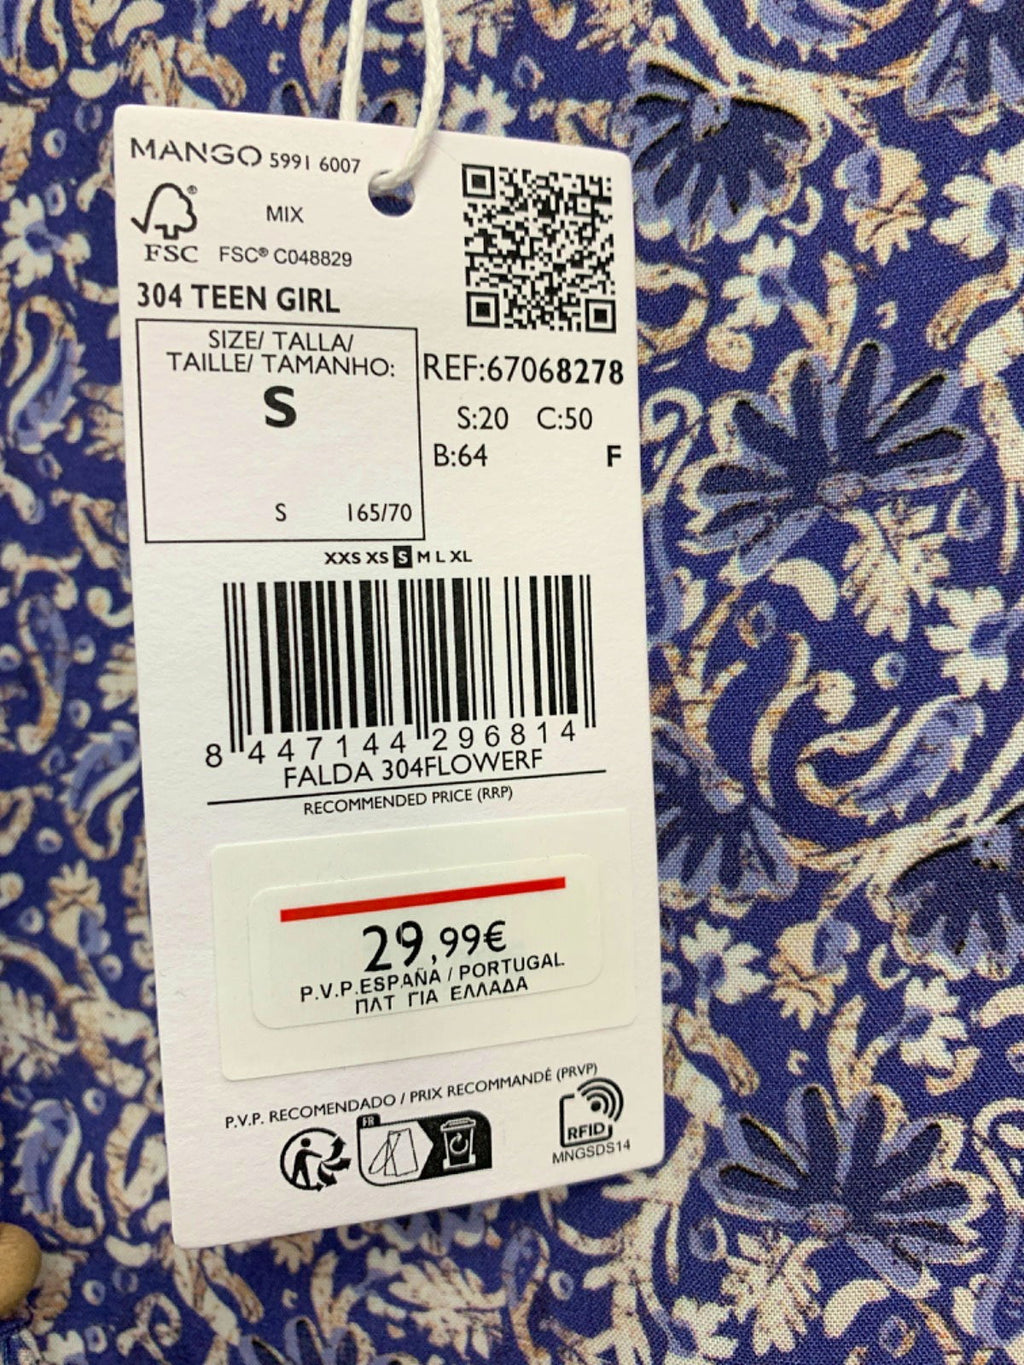 MANGO 5991 6007
MIX
FSC FSC® C048829
304 TEEN GIRL
SIZE/ TALLA/
TAILLE/ TAMANHO:
S
S 165/70
REF:67068278
S:20 C:50
B:64 F
XXS XS S M L XL
8 447144 296814
FALDA 304FLOWERF
RECOMMENDED PRICE (RRP)
29,99€
P.V.P.ESPAÑA / PORTUGAL
ΠΛΤ ΓΙΑ ΕΛΛΑΔΑ
P.V.P. RECOMENDADO / PRIX RECOMMANDÉ (PRVP)
FR
RFID
MNGSDS14